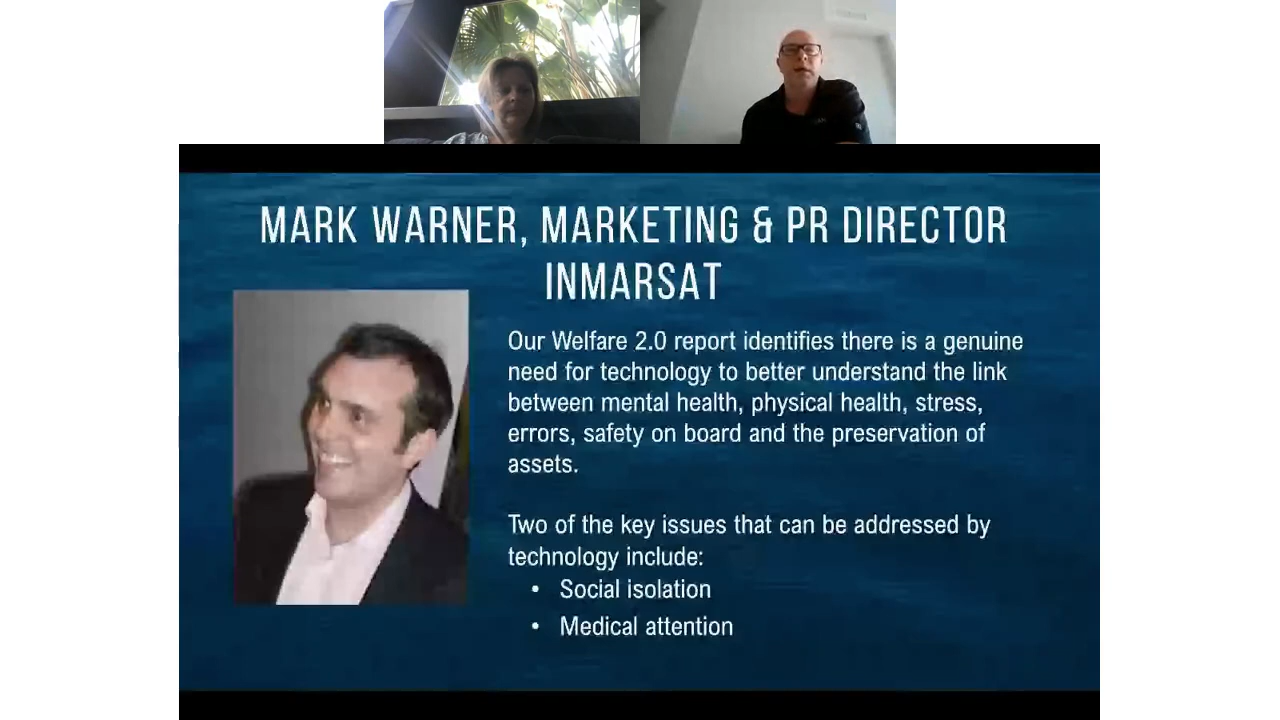 MARK WARNER, MARKETING & PR DIRECTOR
INMARSAT
Our Welfare 2.0 report identifies there is a genuine
need for technology to better understand the link
between mental health, physical health, stress,
errors, safety on board and the preservation of
assets.
Two of the key issues that can be addressed by
technology include:
• Social isolation
• Medical attention